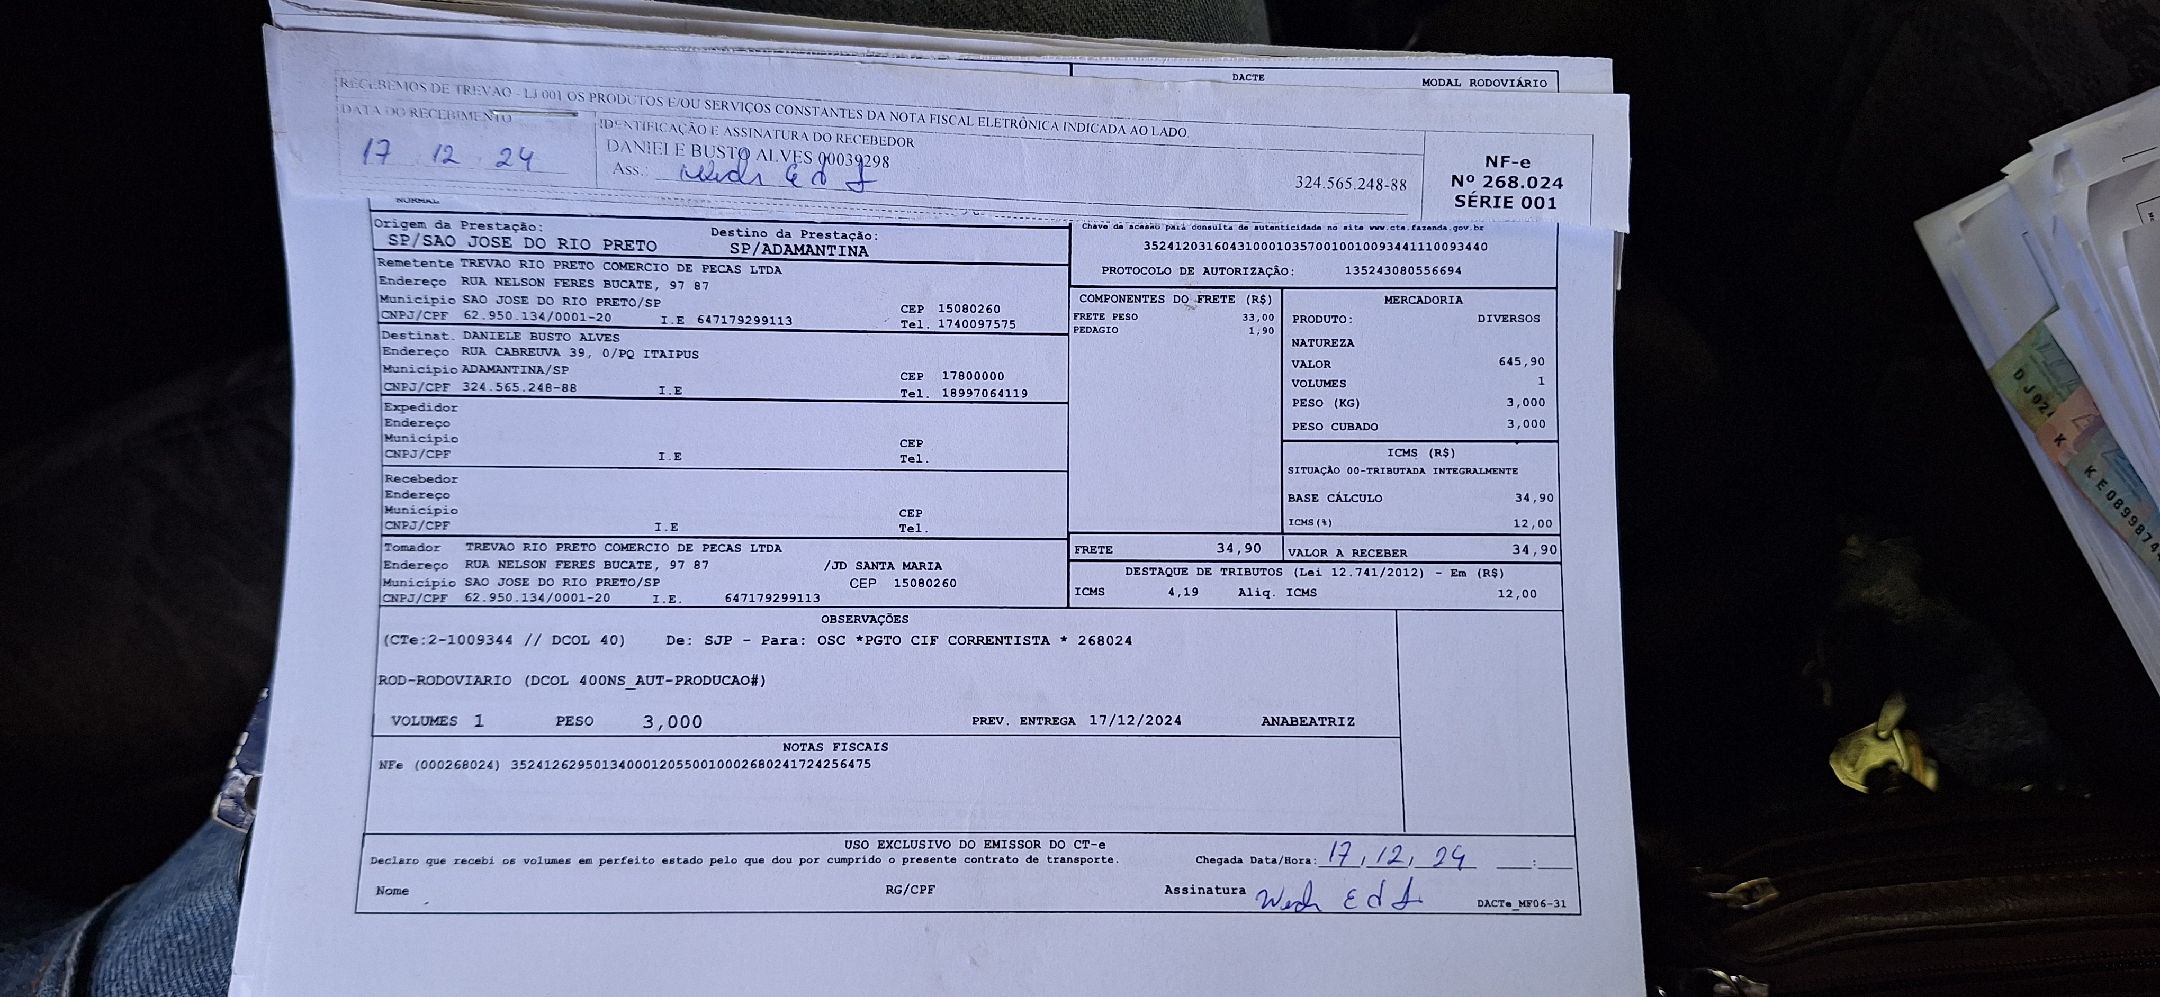 DACTE
MODAL RODOVIÁRIO
RECEBEMOS DE TREVAO - LJ 001 OS PRODUTOS E/OU SERVIÇOS CONSTANTES DA NOTA FISCAL ELETRÔNICA INDICADA AO LADO.
DATA DO RECEBIMENTO
17 12 24
IDENTIFICAÇÃO E ASSINATURA DO RECEBEDOR
DANIELE BUSTO ALVES 00039298
Ass.:
324.565.248-88
NF-e
Nº 268.024
SÉRIE 001
NORMAL
Origem da Prestação:
SP/SAO JOSE DO RIO PRETO
Destino da Prestação:
SP/ADAMANTINA
Chave de acesso para consulta de autenticidade no site www.cte.fazenda.gov.br
35241203160431000103570010010093441110093440
PROTOCOLO DE AUTORIZAÇÃO: 135243080556694
Remetente TREVAO RIO PRETO COMERCIO DE PECAS LTDA
Endereço RUA NELSON FERES BUCATE, 97 87
Município SAO JOSE DO RIO PRETO/SP CEP 15080260
CNPJ/CPF 62.950.134/0001-20 I.E 647179299113 Tel. 1740097575
Destinat. DANIELE BUSTO ALVES
Endereço RUA CABREUVA 39, 0/PQ ITAIPUS
Município ADAMANTINA/SP CEP 17800000
CNPJ/CPF 324.565.248-88 I.E Tel. 18997064119
Expedidor
Endereço
Município CEP
CNPJ/CPF I.E Tel.
Recebedor
Endereço
Município CEP
CNPJ/CPF I.E Tel.
Tomador TREVAO RIO PRETO COMERCIO DE PECAS LTDA
Endereço RUA NELSON FERES BUCATE, 97 87 /JD SANTA MARIA
Município SAO JOSE DO RIO PRETO/SP CEP 15080260
CNPJ/CPF 62.950.134/0001-20 I.E. 647179299113
COMPONENTES DO FRETE (R$)
FRETE PESO 33,00
PEDAGIO 1,90
MERCADORIA
PRODUTO: DIVERSOS
NATUREZA
VALOR 645,90
VOLUMES 1
PESO (KG) 3,000
PESO CUBADO 3,000
ICMS (R$)
SITUAÇÃO 00-TRIBUTADA INTEGRALMENTE
BASE CÁLCULO 34,90
ICMS(%) 12,00
FRETE 34,90
VALOR A RECEBER 34,90
DESTAQUE DE TRIBUTOS (Lei 12.741/2012) - Em (R$)
ICMS 4,19 Aliq. ICMS 12,00
OBSERVAÇÕES
(CTe:2-1009344 // DCOL 40) De: SJP - Para: OSC *PGTO CIF CORRENTISTA * 268024
ROD-RODOVIARIO (DCOL 400NS_AUT-PRODUCAO#)
VOLUMES 1 PESO 3,000 PREV. ENTREGA 17/12/2024 ANABEATRIZ
NOTAS FISCAIS
NFe (000268024) 35241262950134000120550010002680241724256475
USO EXCLUSIVO DO EMISSOR DO CT-e
Declaro que recebi os volumes em perfeito estado pelo que dou por cumprido o presente contrato de transporte.
Chegada Data/Hora: 17, 12, 24 :
Nome RG/CPF Assinatura
DACTe_MF06-31